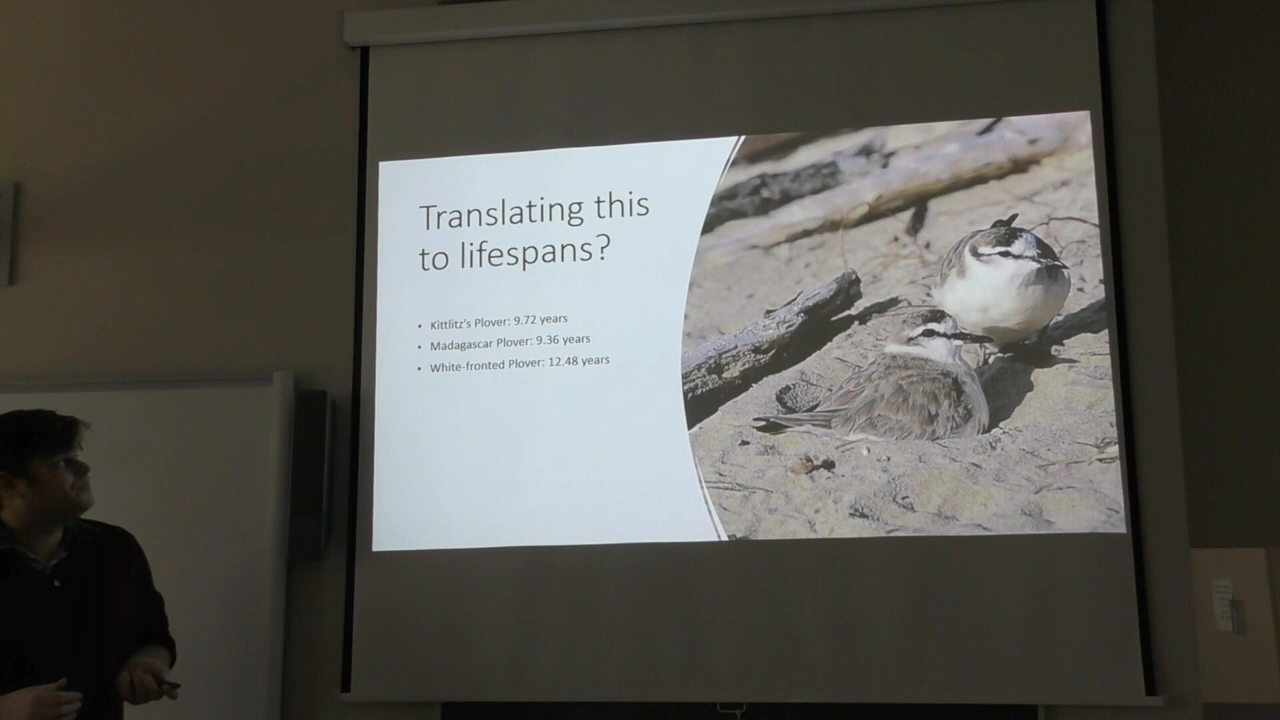 Translating this
to lifespans?
• Kittlitz's Plover: 9.72 years
• Madagascar Plover: 9.36 years
• White-fronted Plover: 12.48 years